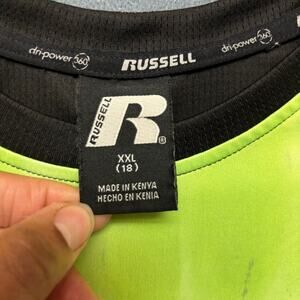 dri-power 360
RUSSELL
dri-power 360
RUSSELL
R
®
XXL
(18)
MADE IN KENYA
HECHO EN KENIA